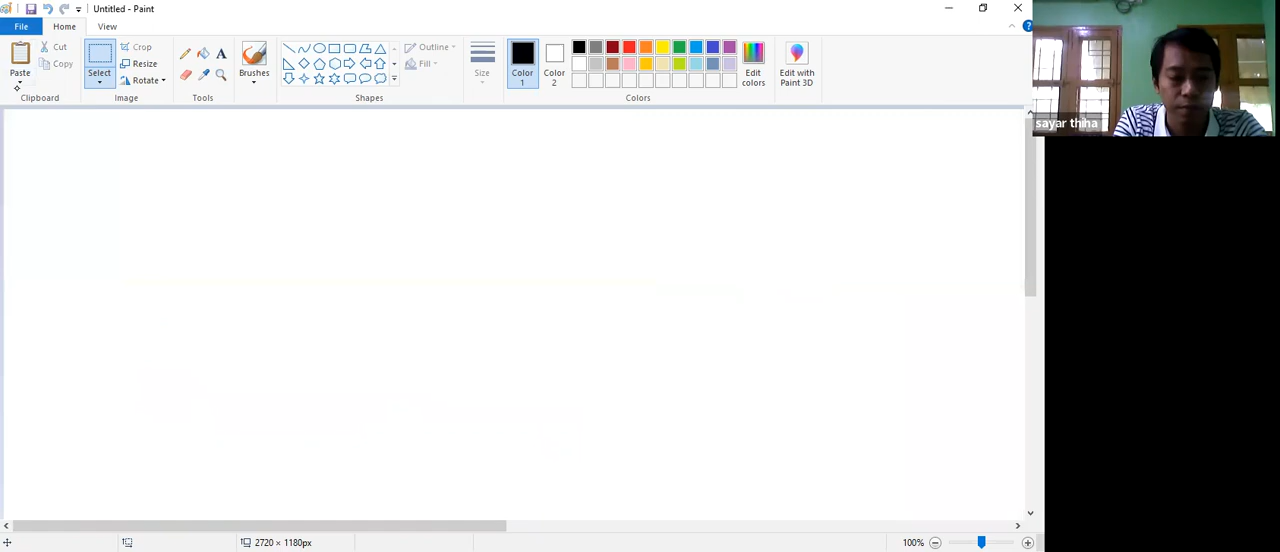 Untitled - Paint
File Home View
Paste
Cut
Copy
Clipboard
Select
Crop
Resize
Rotate
Image
Tools
Brushes
Shapes
Outline
Fill
Size
Color 1
Color 2
Edit colors
Colors
Edit with Paint 3D
sayar thiha
2720 × 1180px
100%